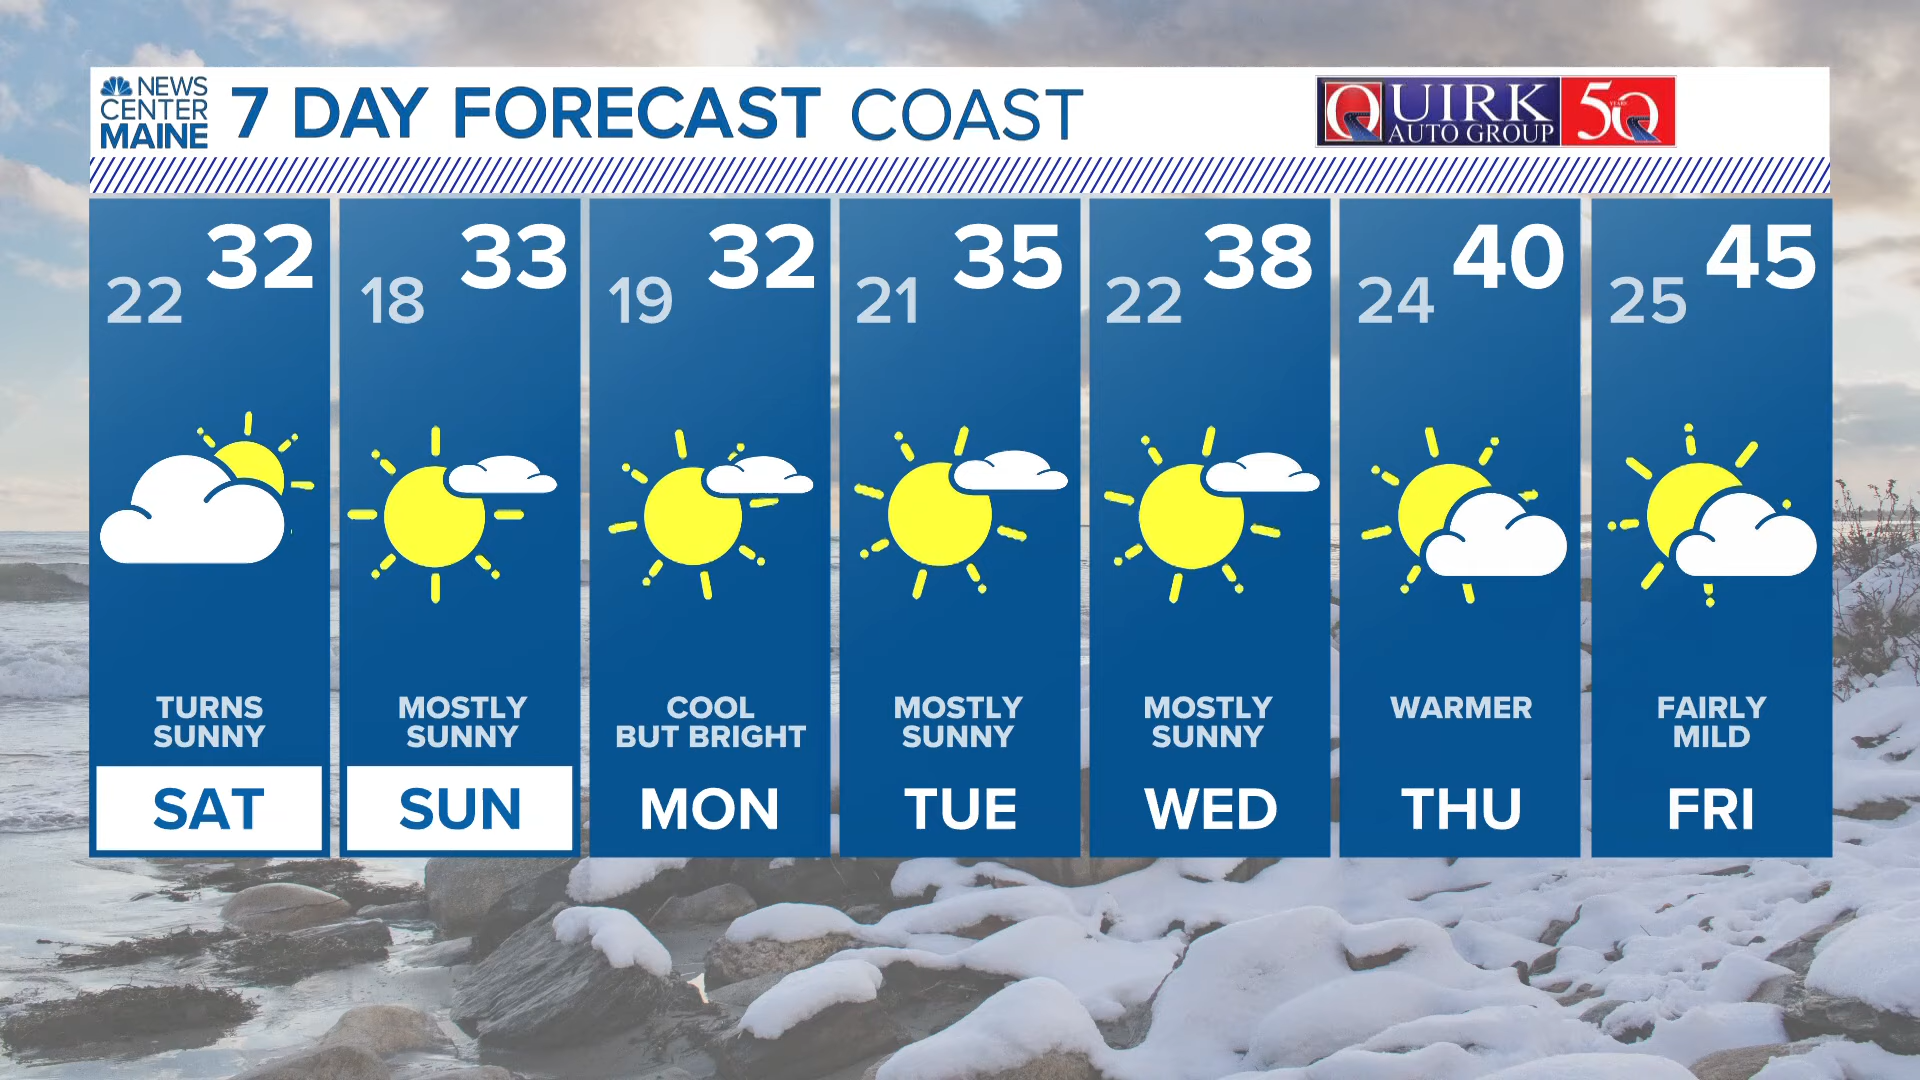 NEWS
CENTER
MAINE
7 DAY FORECAST COAST
QUIRK
AUTO GROUP
50
YEARS
22 32
TURNS
SUNNY
SAT
18 33
MOSTLY
SUNNY
SUN
19 32
COOL
BUT BRIGHT
MON
21 35
MOSTLY
SUNNY
TUE
22 38
MOSTLY
SUNNY
WED
24 40
WARMER
THU
25 45
FAIRLY
MILD
FRI